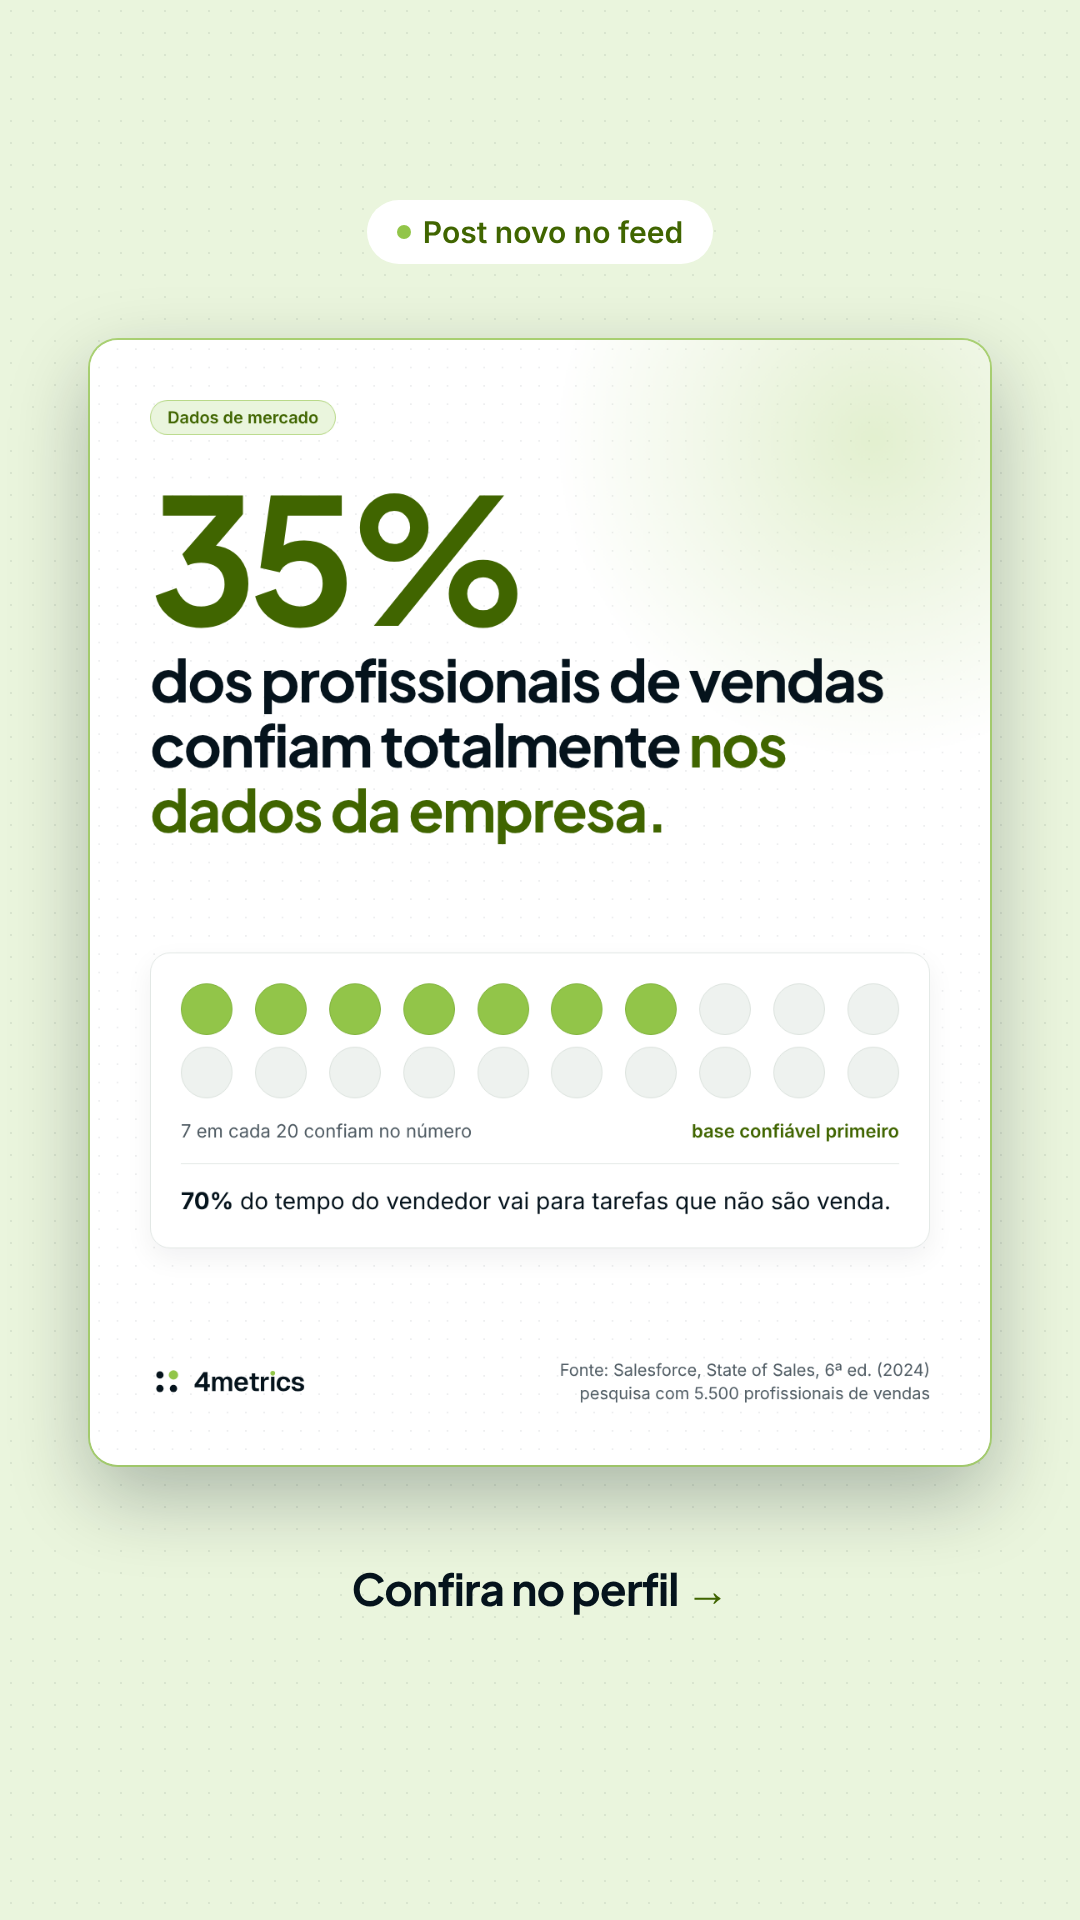 Post novo no feed
Dados de mercado
35%
dos profissionais de vendas
confiam totalmente nos
dados da empresa.
7 em cada 20 confiam no número
base confiável primeiro
70% do tempo do vendedor vai para tarefas que não são venda.
4metrics
Fonte: Salesforce, State of Sales, 6ª ed. (2024)
pesquisa com 5.500 profissionais de vendas
Confira no perfil →